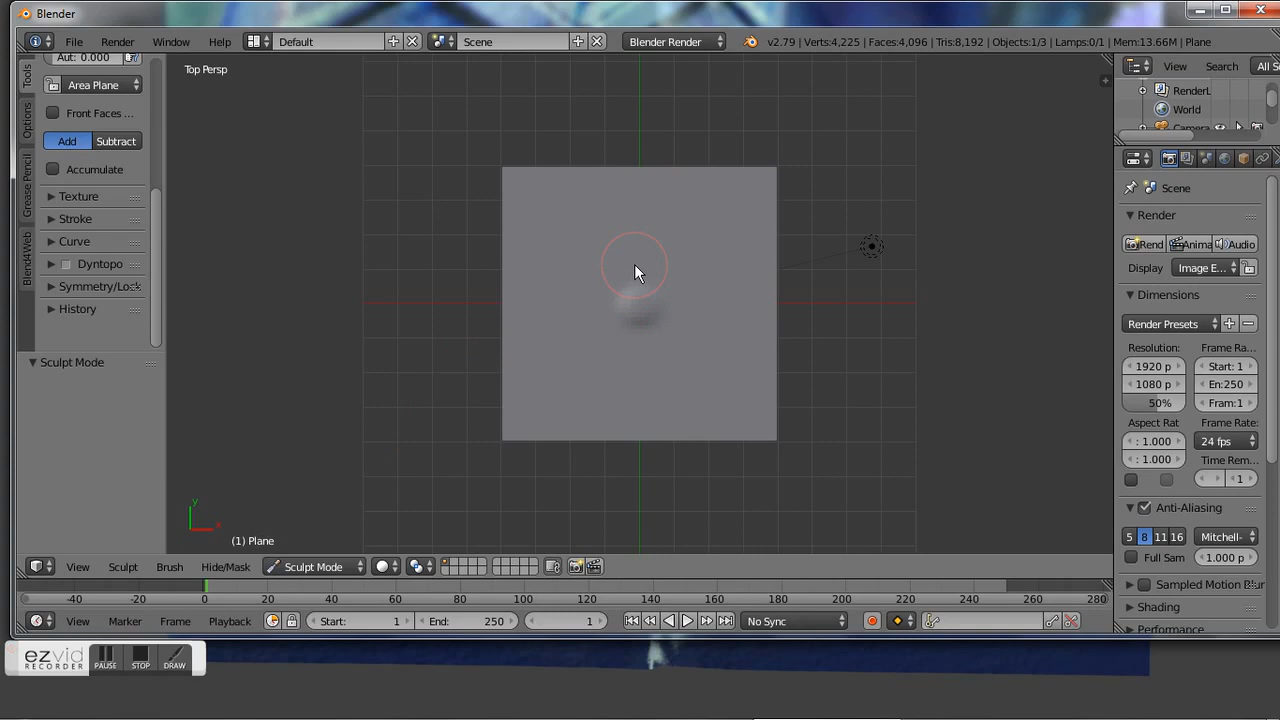 Blender
File Render Window Help Default Scene Blender Render v2.79 | Verts:4,225 | Faces:4,096 | Tris:8,192 | Objects:1/3 | Lamps:0/1 | Mem:13.66M | Plane
Tools
Options
Grease Pencil
Blend4Web
Aut: 0.000
Area Plane
Front Faces ...
Add Subtract
Accumulate
Texture
Stroke
Curve
Dyntopo
Symmetry/Lock
History
Sculpt Mode
Top Persp
y
x
(1) Plane
View Search All S
RenderL
World
Camera
Scene
Render
Rend Anima Audio
Display Image E...
Dimensions
Render Presets
Resolution: Frame Ra...
1920 p Start: 1
1080 p En:250
50% Fram:1
Aspect Rat Frame Rate:
: 1.000 24 fps
: 1.000 Time Rem...
1
Anti-Aliasing
5 8 11 16 Mitchell-
Full Sam 1.000 p
Sampled Motion Blur
Shading
Performance
View Sculpt Brush Hide/Mask Sculpt Mode
-40 -20 0 20 40 60 80 100 120 140 160 180 200 220 240 260 280
View Marker Frame Playback Start: 1 End: 250 1 No Sync
ezvid
RECORDER
PAUSE STOP DRAW